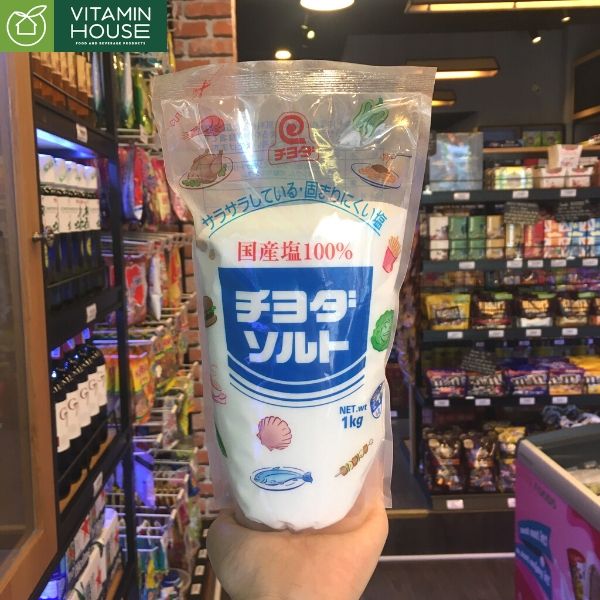 VITAMIN
HOUSE
FOOD AND BEVERAGE PRODUCTS
チヨダ
サラサラしている・固まりにくい塩
国産塩100%
チヨダ
ソルト
NET.WT
1kg